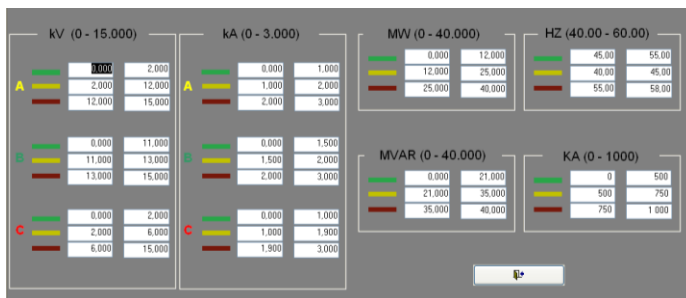 kV (0 - 15.000)
A
0,000 2,000
2,000 12,000
12,000 15,000
B
0,000 11,000
11,000 13,000
13,000 15,000
C
0,000 2,000
2,000 6,000
6,000 15,000
kA (0 - 3.000)
A
0,000 1,000
1,000 2,000
2,000 3,000
B
0,000 1,500
1,500 2,000
2,000 3,000
C
0,000 1,000
1,000 1,900
1,900 3,000
MW (0 - 40.000)
0,000 12,000
12,000 25,000
25,000 40,000
HZ (40.00 - 60.00)
45,00 55,00
40,00 45,00
55,00 58,00
MVAR (0 - 40.000)
0,000 21,000
21,000 35,000
35,000 40,000
KA (0 - 1000)
0 500
500 750
750 1 000